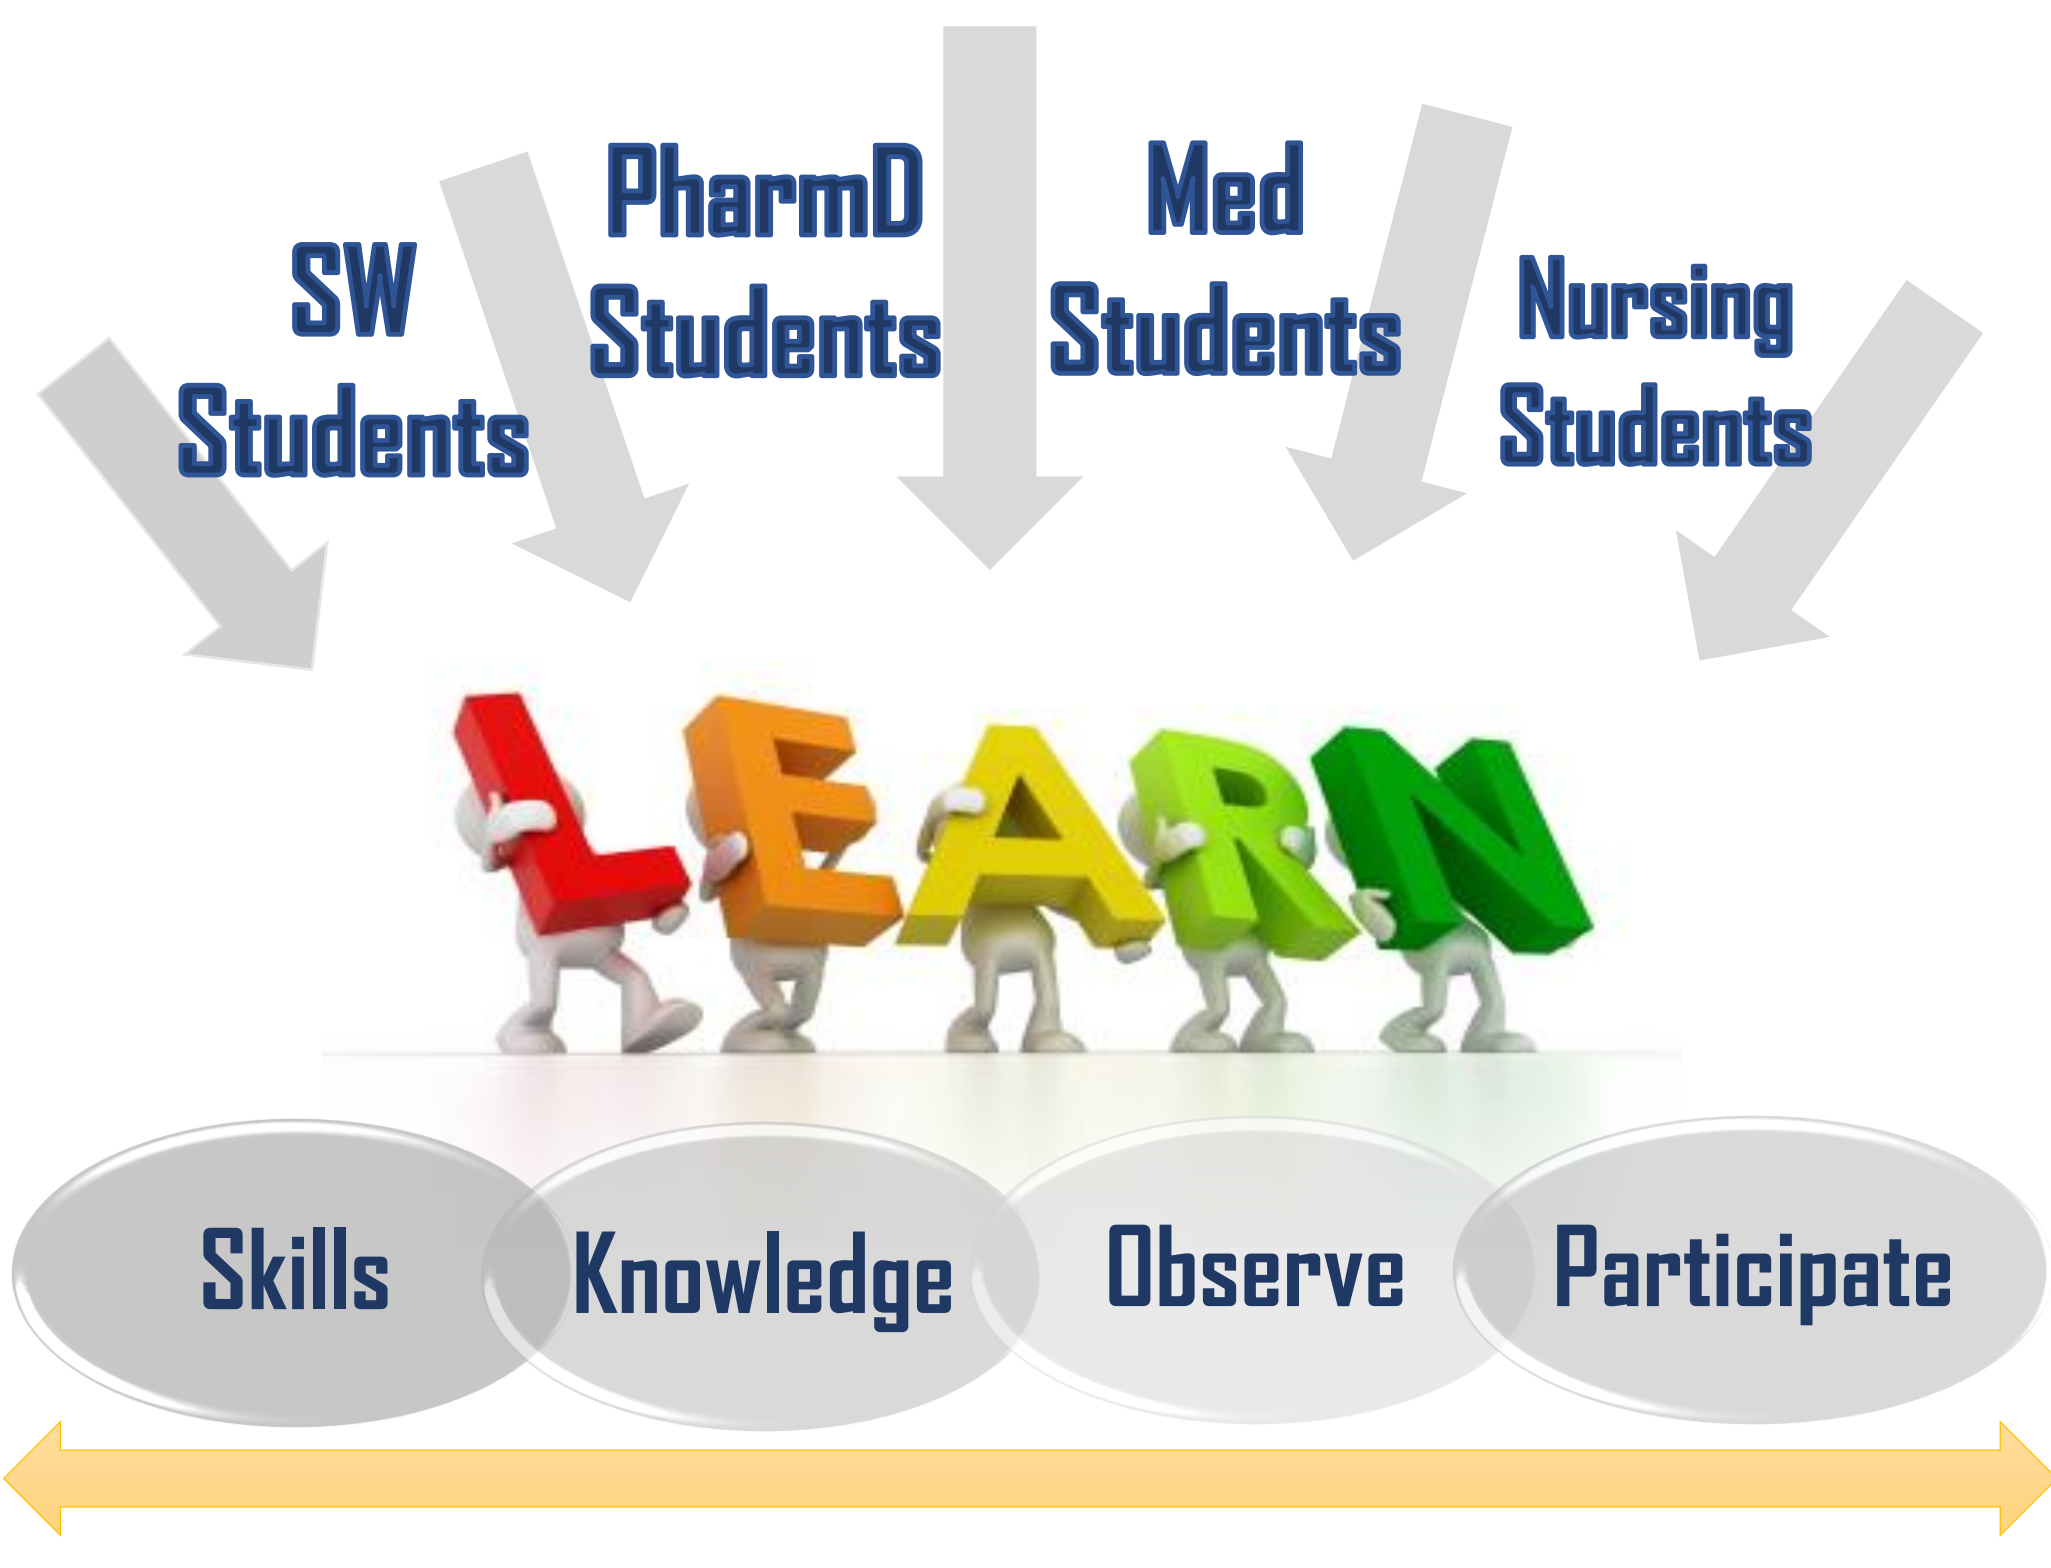 SW
Students
PharmD
Students
Med
Students
Nursing
Students
LEARN
Skills
Knowledge
Observe
Participate